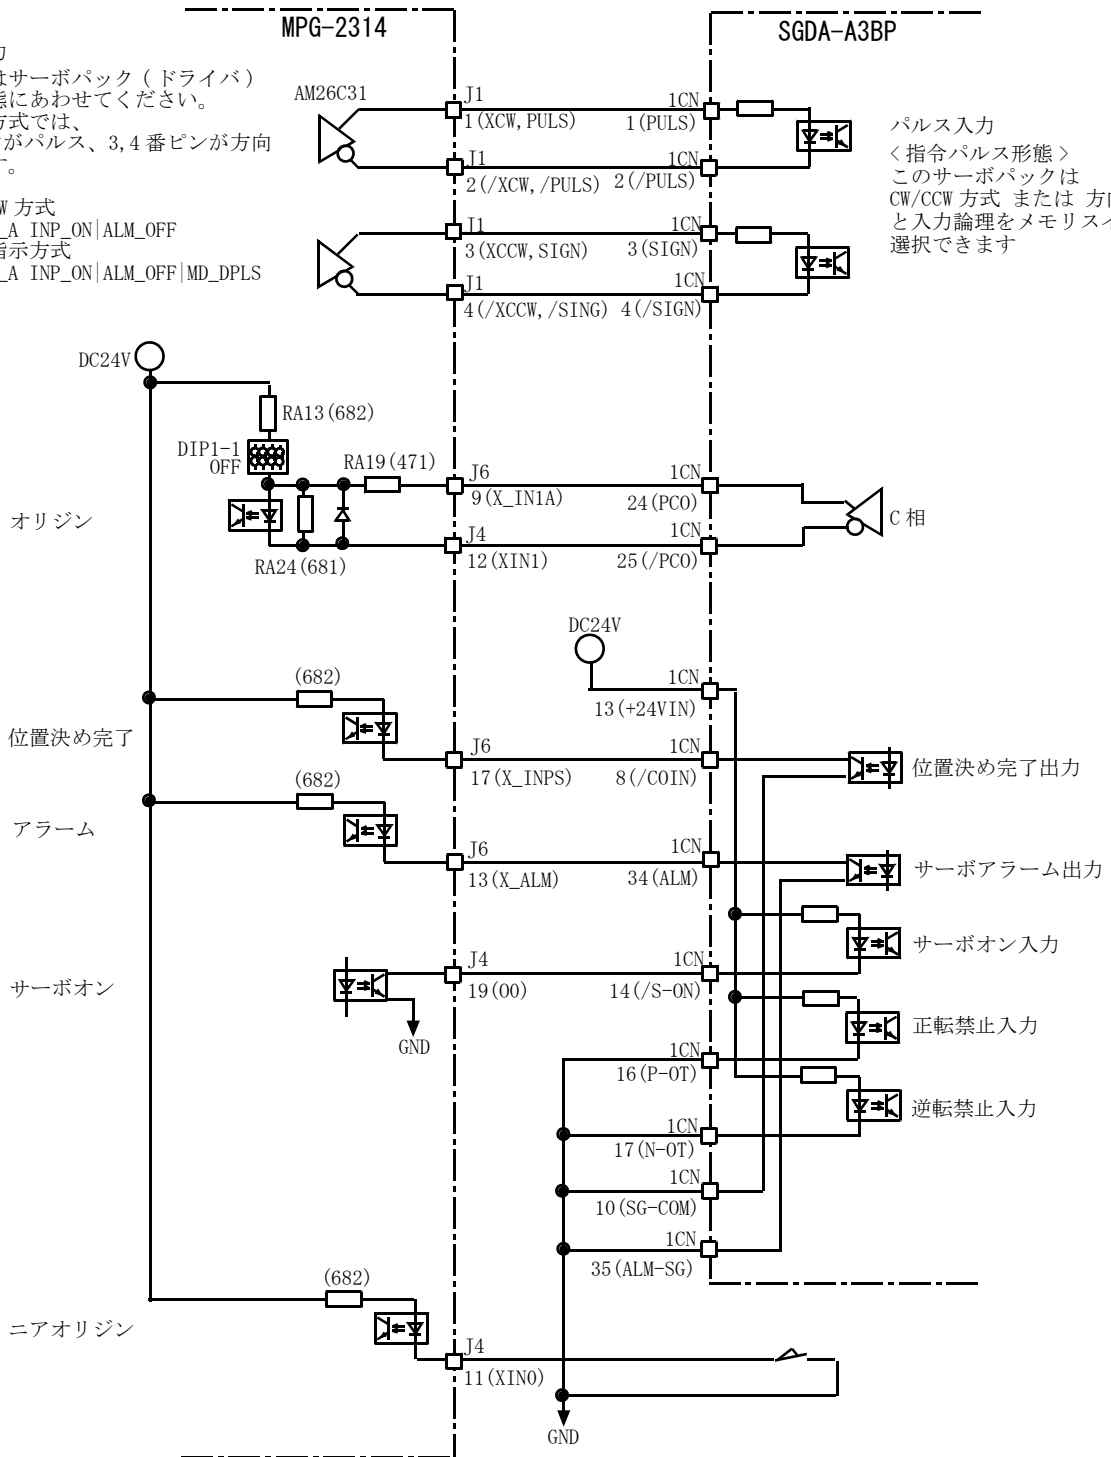 MPG-2314
SGDA-A3BP
はサーボパック ( ドライバ )
態にあわせてください。
方式では、
がパルス、3,4 番ピンが方向
す。
W 方式
_A INP_ON|ALM_OFF
指示方式
_A INP_ON|ALM_OFF|MD_DPLS
AM26C31
J1
1(XCW,PULS)
1CN
1(PULS)
J1
2(/XCW,/PULS)
1CN
2(/PULS)
J1
3(XCCW,SIGN)
1CN
3(SIGN)
J1
4(/XCCW,/SING)
1CN
4(/SIGN)
パルス入力
<指令パルス形態>
このサーボパックは
CW/CCW 方式 または 方向
と入力論理をメモリスイ
選択できます
DC24V
RA13(682)
DIP1-1
OFF
RA19(471)
J6
9(X_IN1A)
1CN
24(PCO)
オリジン
C 相
J4
12(XIN1)
1CN
25(/PCO)
RA24(681)
DC24V
(682)
1CN
13(+24VIN)
位置決め完了
J6
17(X_INPS)
1CN
8(/COIN)
位置決め完了出力
(682)
アラーム
J6
13(X_ALM)
1CN
34(ALM)
サーボアラーム出力
サーボオン入力
サーボオン
J4
19(O0)
1CN
14(/S-ON)
GND
正転禁止入力
1CN
16(P-OT)
逆転禁止入力
1CN
17(N-OT)
1CN
10(SG-COM)
1CN
35(ALM-SG)
(682)
ニアオリジン
J4
11(XIN0)
GND